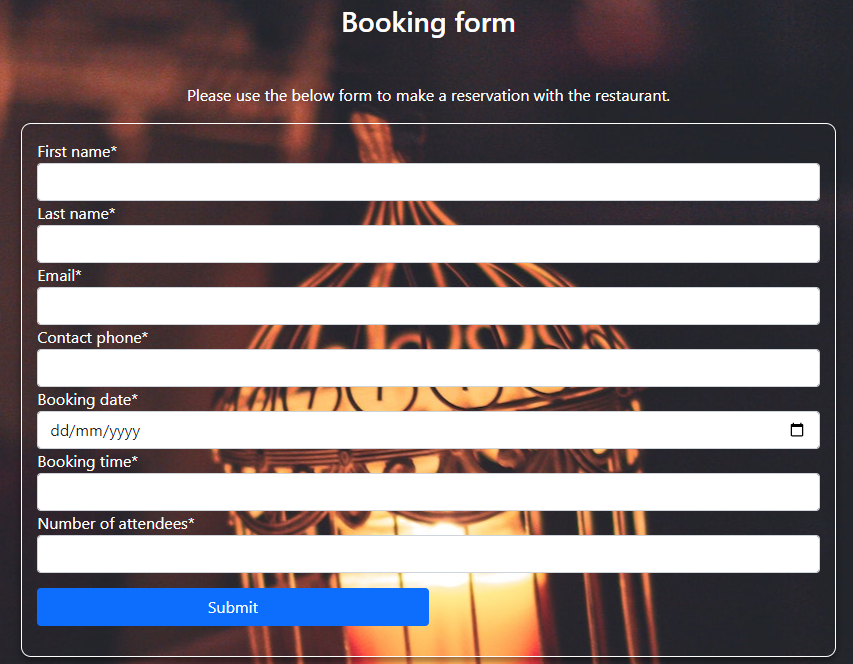 Booking form
Please use the below form to make a reservation with the restaurant.
First name*
Last name*
Email*
Contact phone*
Booking date*
dd/mm/yyyy
Booking time*
Number of attendees*
Submit